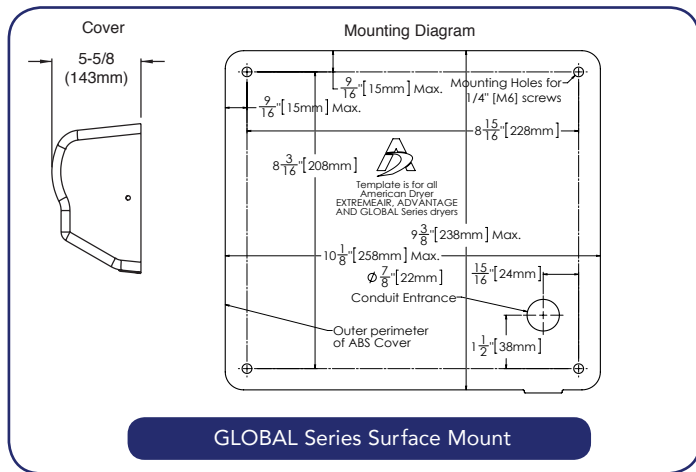 Cover
5-5/8
(143mm)
Mounting Diagram
9/16"[15mm] Max.
9/16"[15mm] Max.
Mounting Holes for
1/4" [M6] screws
8 15/16"[228mm]
8 3/16"[208mm]
Template is for all
American Dryer
EXTREMEAIR, ADVANTAGE
AND GLOBAL Series dryers
9 3/8"[238mm] Max.
10 1/8"[258mm] Max.
Ø 7/8"[22mm]
15/16"[24mm]
Conduit Entrance
Outer perimeter
of ABS Cover
1 1/2"[38mm]
GLOBAL Series Surface Mount